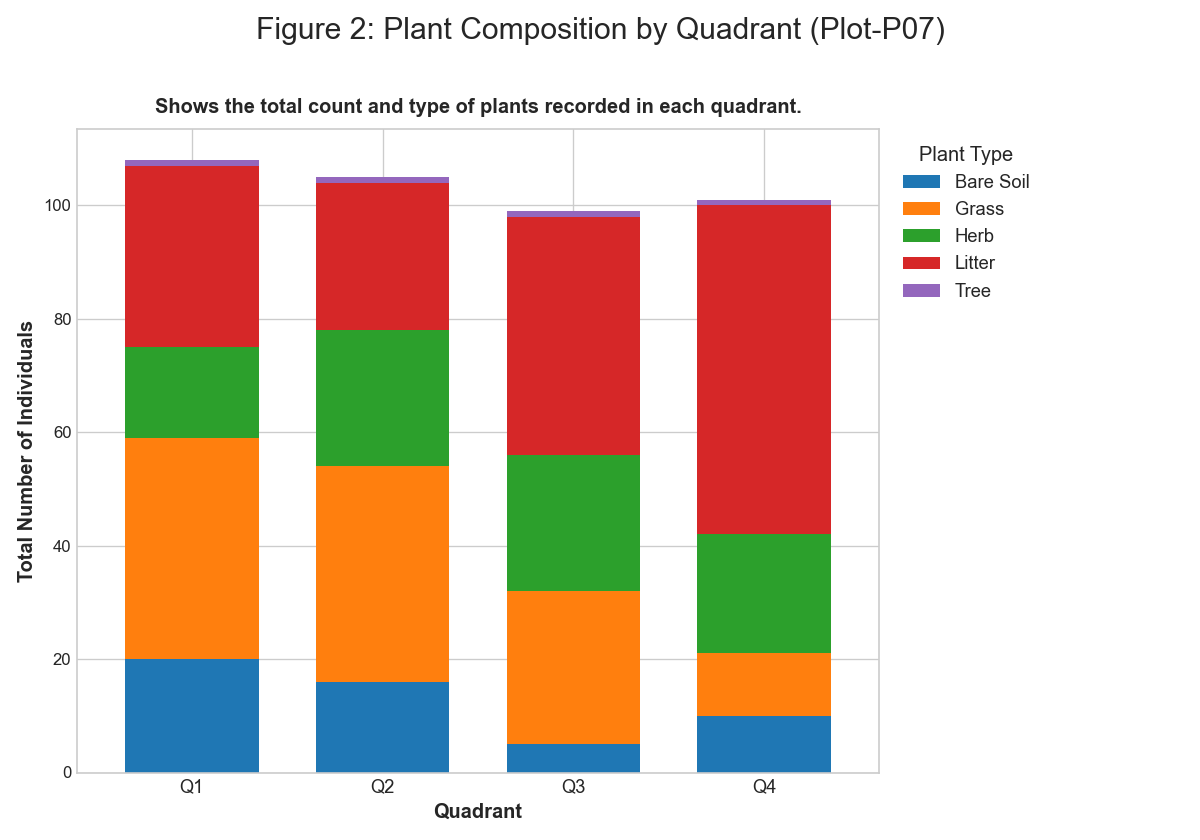 Figure 2: Plant Composition by Quadrant (Plot-P07)
Shows the total count and type of plants recorded in each quadrant.
Plant Type
Bare Soil
Grass
Herb
Litter
Tree
Total Number of Individuals
100
80
60
40
20
0
Q1 Q2 Q3 Q4
Quadrant